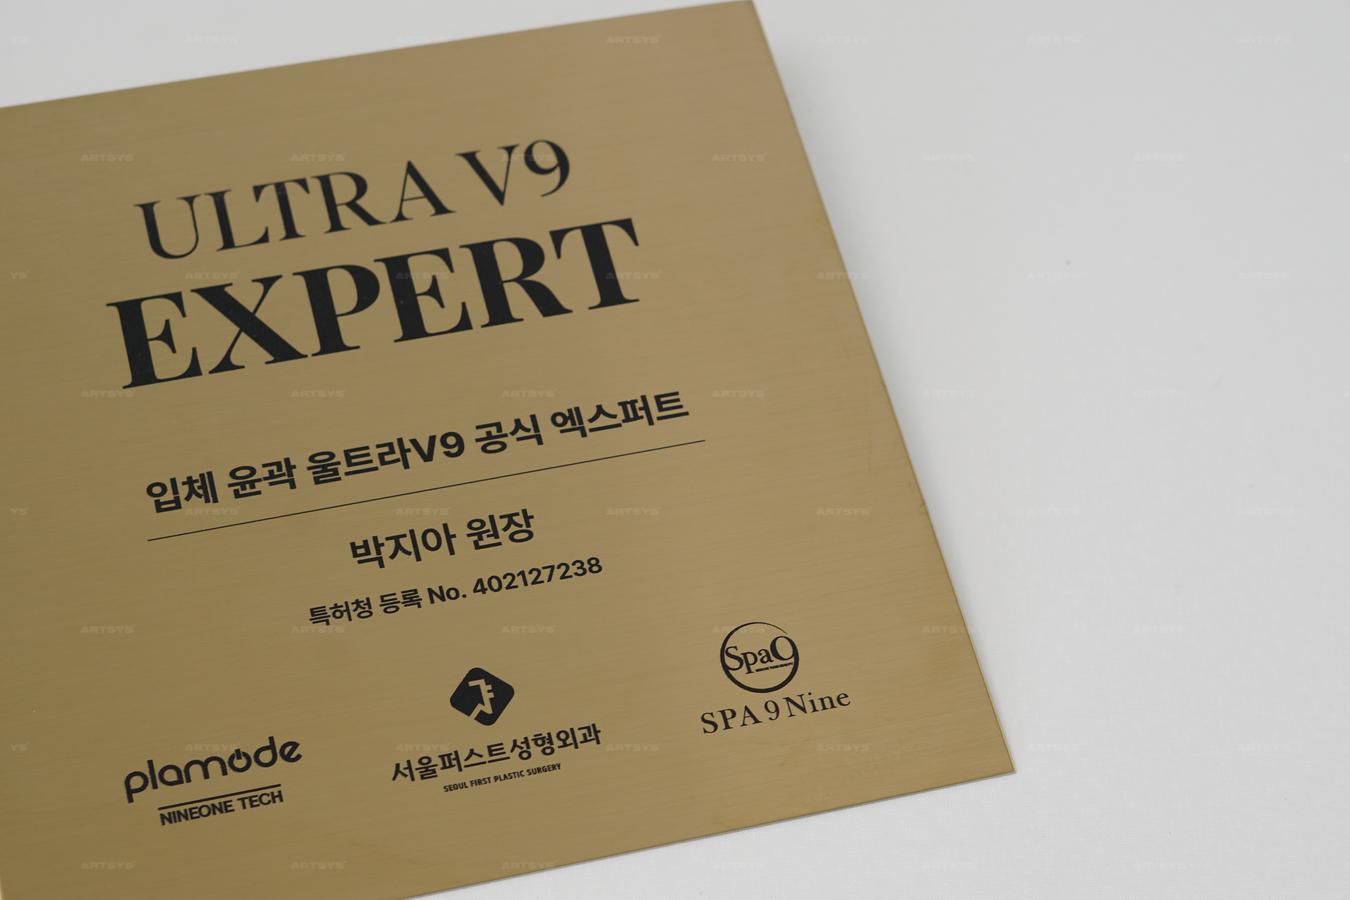 ULTRA V9
EXPERT
입체 윤곽 울트라V9 공식 엑스퍼트
박지아 원장
특허청 등록 No. 402127238
plamode
NINEONE TECH
서울퍼스트성형외과
SEOUL FIRST PLASTIC SURGERY
Spa9
SPA 9 Nine
ARTSYS